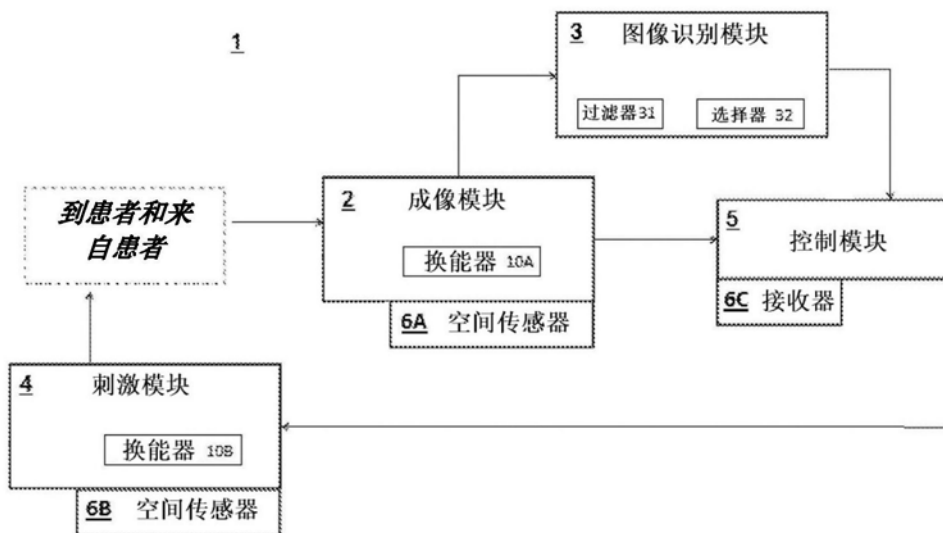 1
3 图像识别模块
过滤器31 选择器 32
到患者和来
自患者
2 成像模块
换能器 10A
6A 空间传感器
5
控制模块
6C 接收器
4 刺激模块
换能器 10B
6B 空间传感器